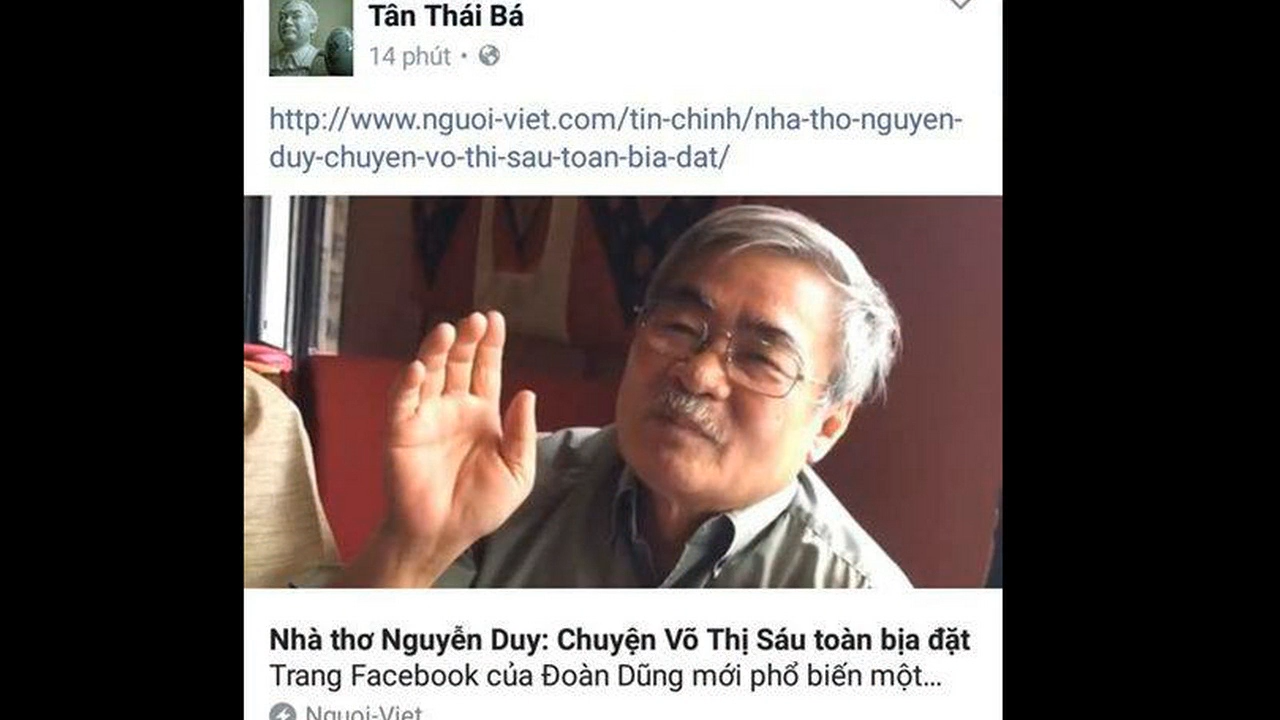 Tân Thái Bá
14 phút
http://www.nguoi-viet.com/tin-chinh/nha-tho-nguyen-
duy-chuyen-vo-thi-sau-toan-bia-dat/
Nhà thơ Nguyễn Duy: Chuyện Võ Thị Sáu toàn bịa đặt
Trang Facebook của Đoàn Dũng mới phổ biến một...
Nguoi-Viet